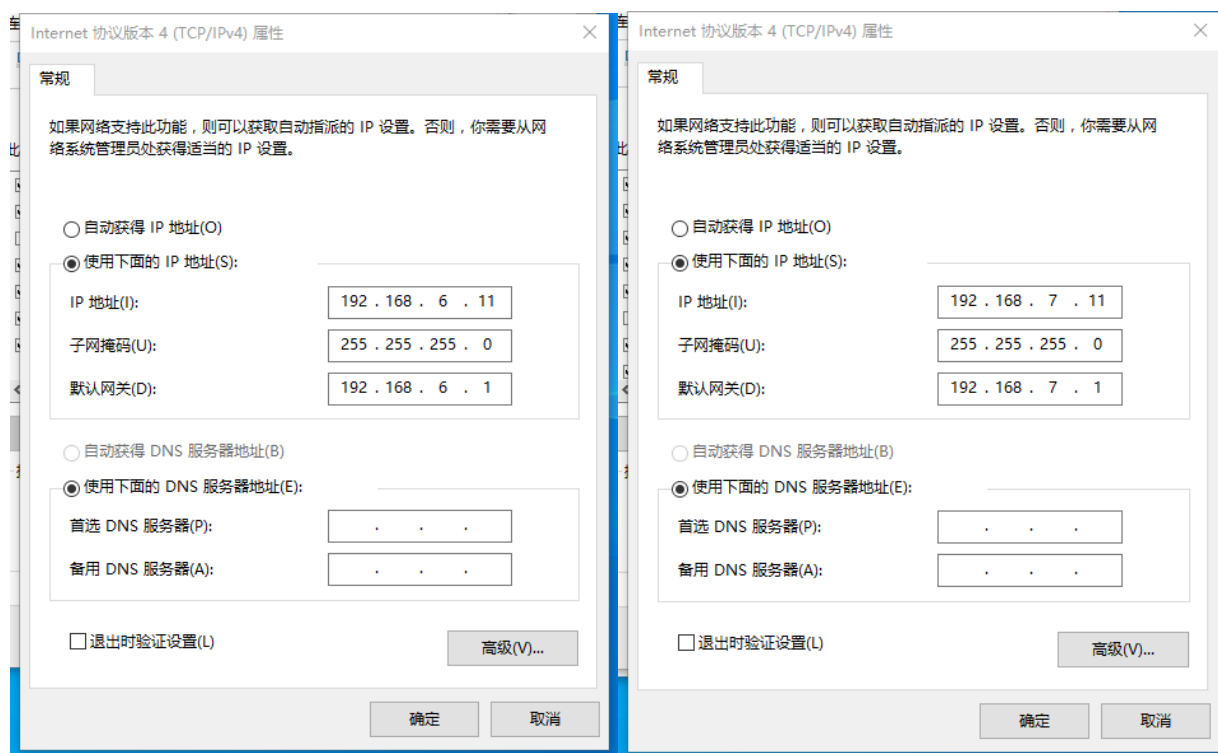 Internet 协议版本 4 (TCP/IPv4) 属性
常规
如果网络支持此功能，则可以获取自动指派的 IP 设置。否则，你需要从网
络系统管理员处获得适当的 IP 设置。
自动获得 IP 地址(O)
使用下面的 IP 地址(S):
IP 地址(I):
192 . 168 . 6 . 11
子网掩码(U):
255 . 255 . 255 . 0
默认网关(D):
192 . 168 . 6 . 1
自动获得 DNS 服务器地址(B)
使用下面的 DNS 服务器地址(E):
首选 DNS 服务器(P):
. . .
备用 DNS 服务器(A):
. . .
退出时验证设置(L)
高级(V)...
确定
取消
Internet 协议版本 4 (TCP/IPv4) 属性
常规
如果网络支持此功能，则可以获取自动指派的 IP 设置。否则，你需要从网
络系统管理员处获得适当的 IP 设置。
自动获得 IP 地址(O)
使用下面的 IP 地址(S):
IP 地址(I):
192 . 168 . 7 . 11
子网掩码(U):
255 . 255 . 255 . 0
默认网关(D):
192 . 168 . 7 . 1
自动获得 DNS 服务器地址(B)
使用下面的 DNS 服务器地址(E):
首选 DNS 服务器(P):
. . .
备用 DNS 服务器(A):
. . .
退出时验证设置(L)
高级(V)...
确定
取消